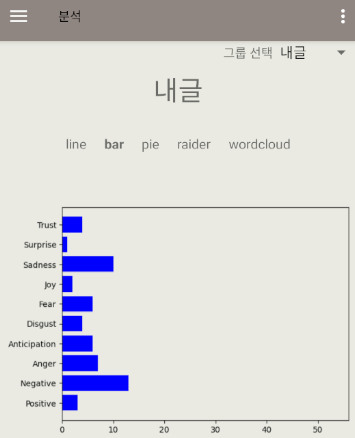 분석
그룹 선택 내글
내글
line bar pie raider wordcloud
Trust
Surprise
Sadness
Joy
Fear
Disgust
Anticipation
Anger
Negative
Positive
0 10 20 30 40 50